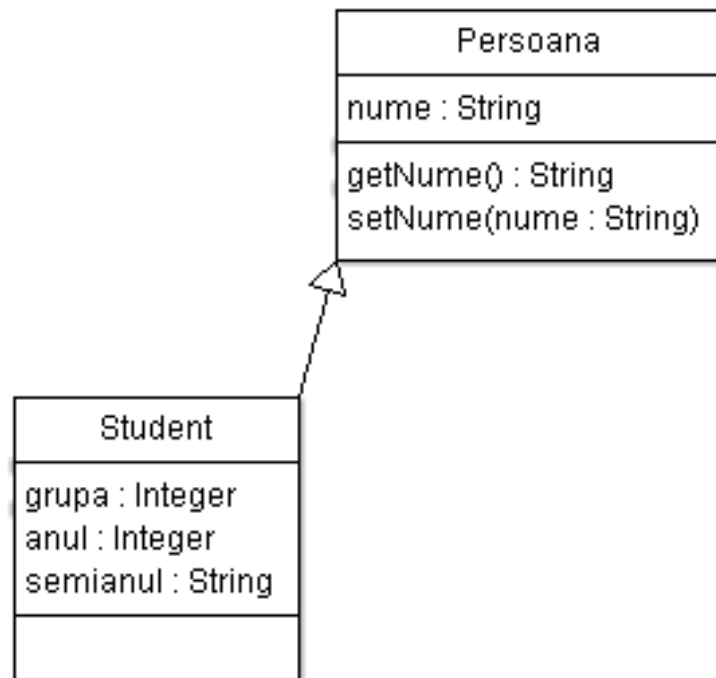 Persoana
nume : String
getNume() : String
setNume(nume : String)
Student
grupa : Integer
anul : Integer
semianul : String